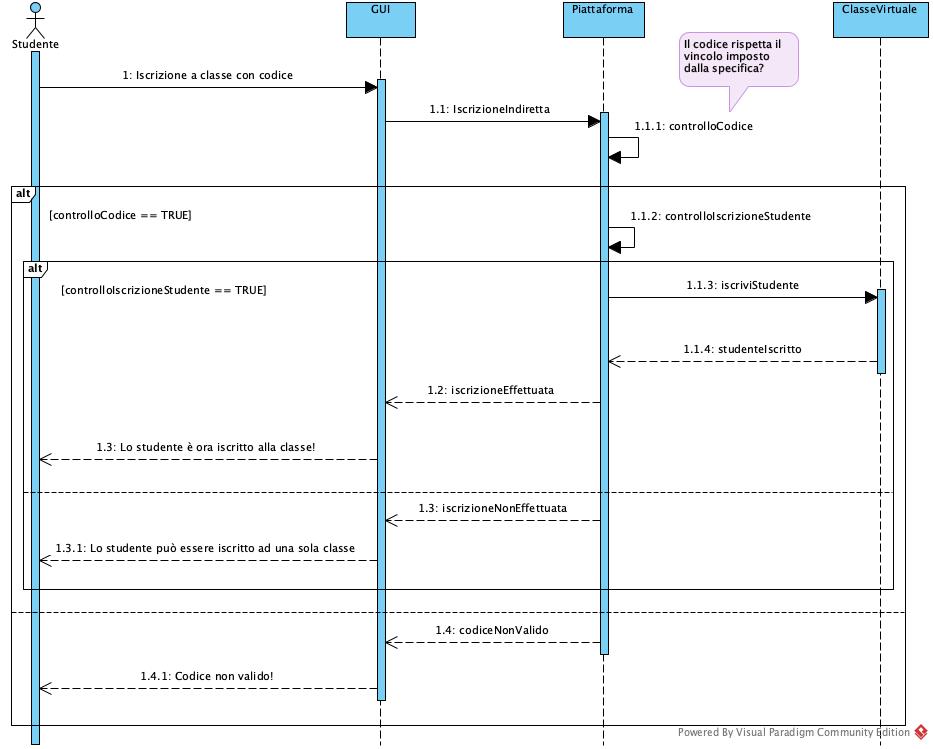 GUI
Piattaforma
ClasseVirtuale
Studente
Il codice rispetta il
vincolo imposto
dalla specifica?
1: Iscrizione a classe con codice
1.1: IscrizioneIndiretta
1.1.1: controlloCodice
alt
[controlloCodice == TRUE]
1.1.2: controlloIscrizioneStudente
alt
[controlloIscrizioneStudente == TRUE]
1.1.3: iscriviStudente
1.1.4: studenteIscritto
1.2: iscrizioneEffettuata
1.3: Lo studente è ora iscritto alla classe!
1.3: iscrizioneNonEffettuata
1.3.1: Lo studente può essere iscritto ad una sola classe
1.4: codiceNonValido
1.4.1: Codice non valido!
Powered By Visual Paradigm Community Edition